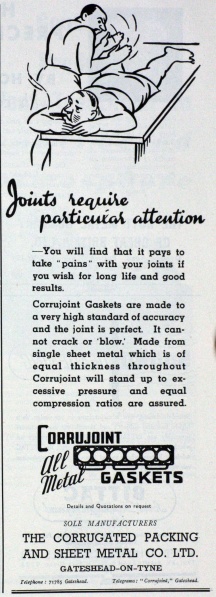 Joints require
particular attention
—You will find that it pays to
take "pains" with your joints if
you wish for long life and good
results.
Corrujoint Gaskets are made to
a very high standard of accuracy
and the joint is perfect. It can-
not crack or 'blow.' Made from
single sheet metal which is of
equal thickness throughout
Corrujoint will stand up to ex-
cessive pressure and equal
compression ratios are assured.
CORRUJOINT
All
Metal GASKETS
Details and Quotations on request
SOLE MANUFACTURERS
THE CORRUGATED PACKING
AND SHEET METAL CO. LTD.
GATESHEAD-ON-TYNE
Telephone : 71785 Gateshead. Telegrams : "Corrujoint," Gateshead.